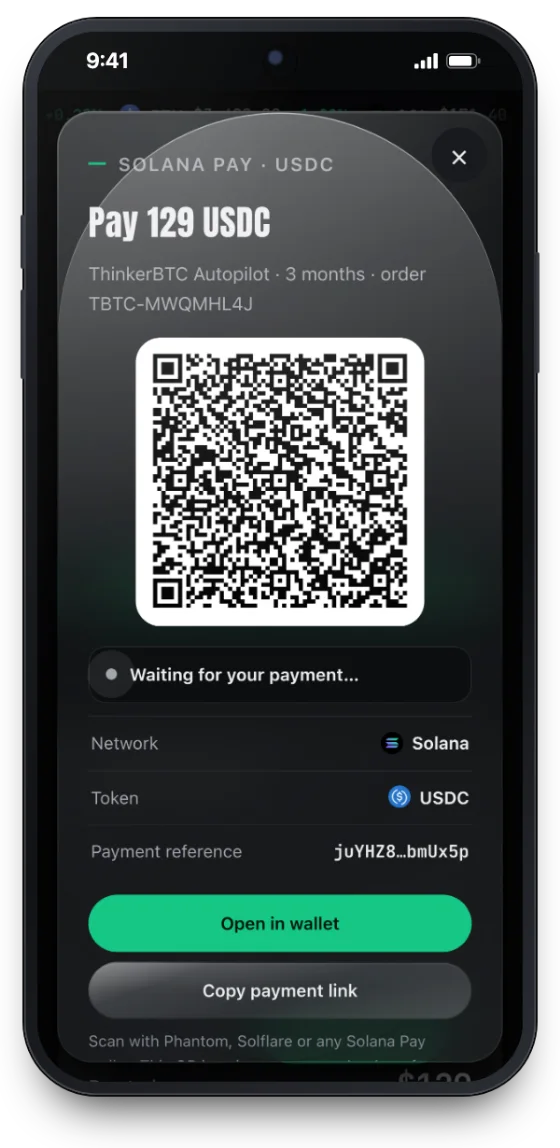 9:41
SOLANA PAY · USDC
Pay 129 USDC
ThinkerBTC Autopilot · 3 months · order
TBTC-MWQMHL4J
Waiting for your payment...
Network Solana
Token USDC
Payment reference juYHZ8…bmUx5p
Open in wallet
Copy payment link
Scan with Phantom, Solflare or any Solana Pay